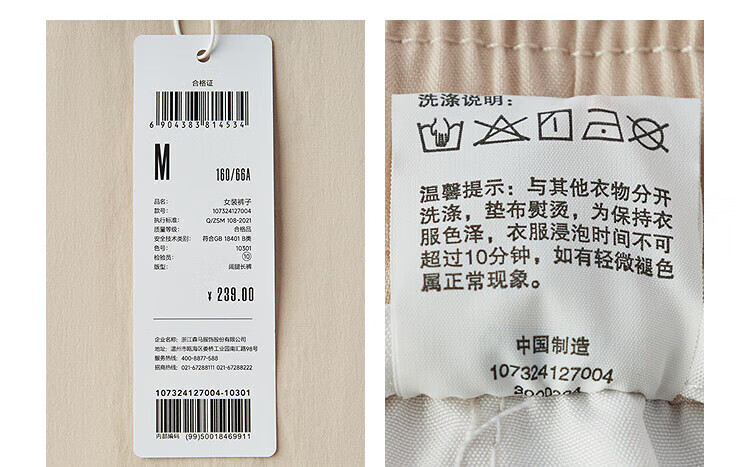 合格证
6904383814534
M
160/66A
品名: 女装裤子
款号: 107324127004
执行标准: Q/ZSM 108-2021
质量等级: 合格品
安全技术类别: 符合GB 18401 B类
色号: 10301
检验员: 10
版型: 阔腿长裤
¥ 239.00
企业名称: 浙江森马服饰股份有限公司
地址: 温州市瓯海区娄桥工业园南汇路98号
服务热线: 400-8877-588
招商热线: 021-67288111 021-67288222
107324127004-10301
内部编码 (99)50018469911
洗涤说明:
温馨提示: 与其他衣物分开
洗涤, 垫布熨烫, 为保持衣
服色泽, 衣服浸泡时间不可
超过10分钟, 如有轻微褪色
属正常现象。
中国制造
107324127004